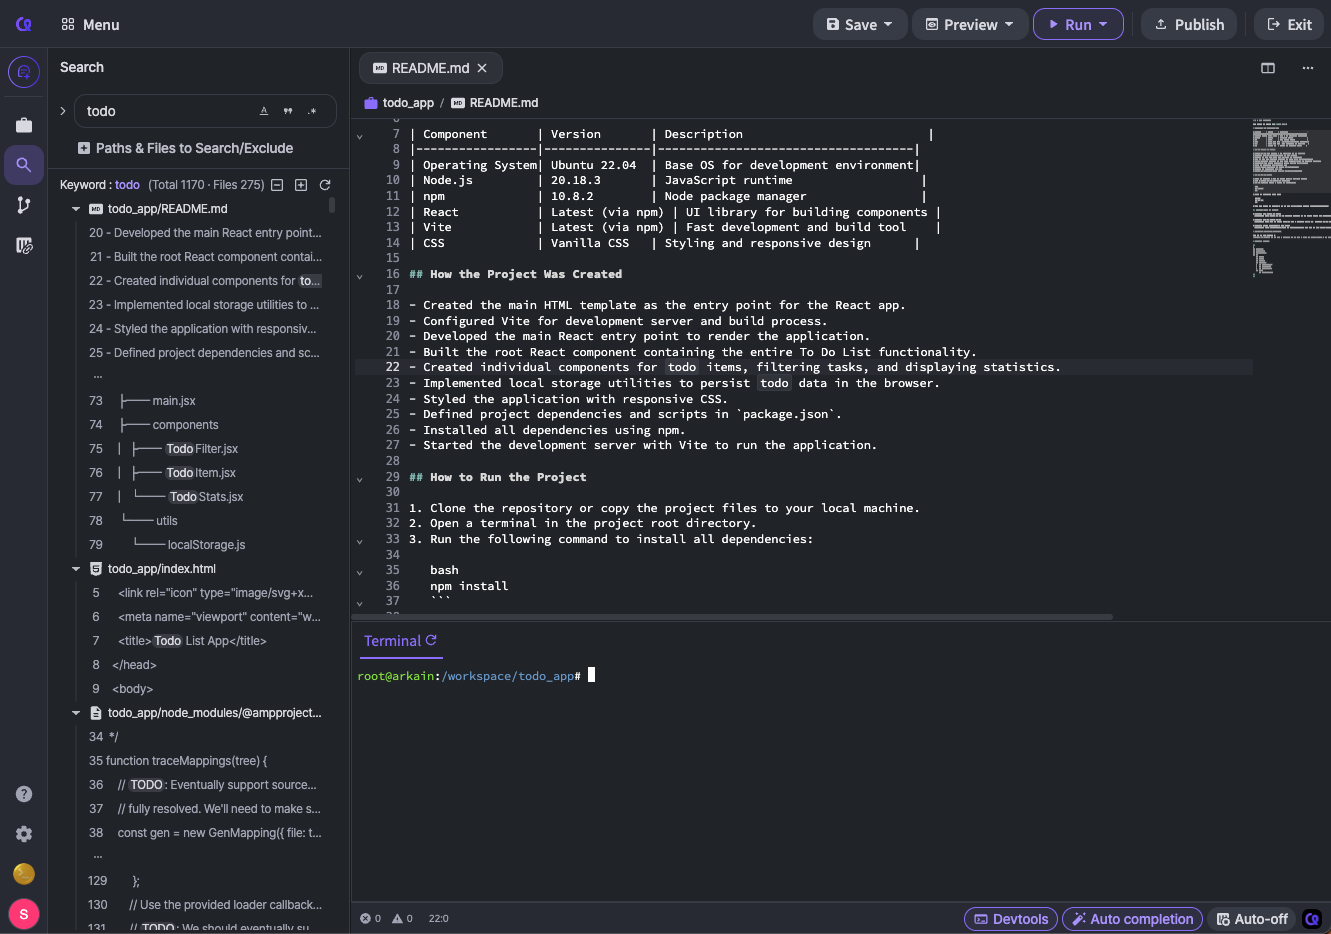 Menu
Save
Preview
Run
Publish
Exit
Search
todo
Paths & Files to Search/Exclude
Keyword : todo (Total 1170 · Files 275)
todo_app/README.md
20 - Developed the main React entry point...
21 - Built the root React component contai...
22 - Created individual components for to...
23 - Implemented local storage utilities to ...
24 - Styled the application with responsiv...
25 - Defined project dependencies and sc...
...
73 ├── main.jsx
74 ├── components
75 │ ├── TodoFilter.jsx
76 │ ├── TodoItem.jsx
77 │ └── TodoStats.jsx
78 └── utils
79 └── localStorage.js
todo_app/index.html
5 <link rel="icon" type="image/svg+x...
6 <meta name="viewport" content="w...
7 <title>Todo List App</title>
8 </head>
9 <body>
todo_app/node_modules/@ampproject...
34 */
35 function traceMappings(tree) {
36 // TODO: Eventually support source...
37 // fully resolved. We'll need to make s...
38 const gen = new GenMapping({ file: t...
...
129 };
130 // Use the provided loader callback...
131 // TODO: We should eventually su...
S
README.md
todo_app / README.md
7 | Component | Version | Description |
8 |-----------------|---------------|------------------------------------|
9 | Operating System| Ubuntu 22.04 | Base OS for development environment|
10 | Node.js | 20.18.3 | JavaScript runtime |
11 | npm | 10.8.2 | Node package manager |
12 | React | Latest (via npm) | UI library for building components |
13 | Vite | Latest (via npm) | Fast development and build tool |
14 | CSS | Vanilla CSS | Styling and responsive design |
15
16 ## How the Project Was Created
17
18 - Created the main HTML template as the entry point for the React app.
19 - Configured Vite for development server and build process.
20 - Developed the main React entry point to render the application.
21 - Built the root React component containing the entire To Do List functionality.
22 - Created individual components for todo items, filtering tasks, and displaying statistics.
23 - Implemented local storage utilities to persist todo data in the browser.
24 - Styled the application with responsive CSS.
25 - Defined project dependencies and scripts in `package.json`.
26 - Installed all dependencies using npm.
27 - Started the development server with Vite to run the application.
28
29 ## How to Run the Project
30
31 1. Clone the repository or copy the project files to your local machine.
32 2. Open a terminal in the project root directory.
33 3. Run the following command to install all dependencies:
34
35 bash
36 npm install
37 ```
Terminal
root@arkain:/workspace/todo_app#
0 0 22:0
Devtools
Auto completion
Auto-off